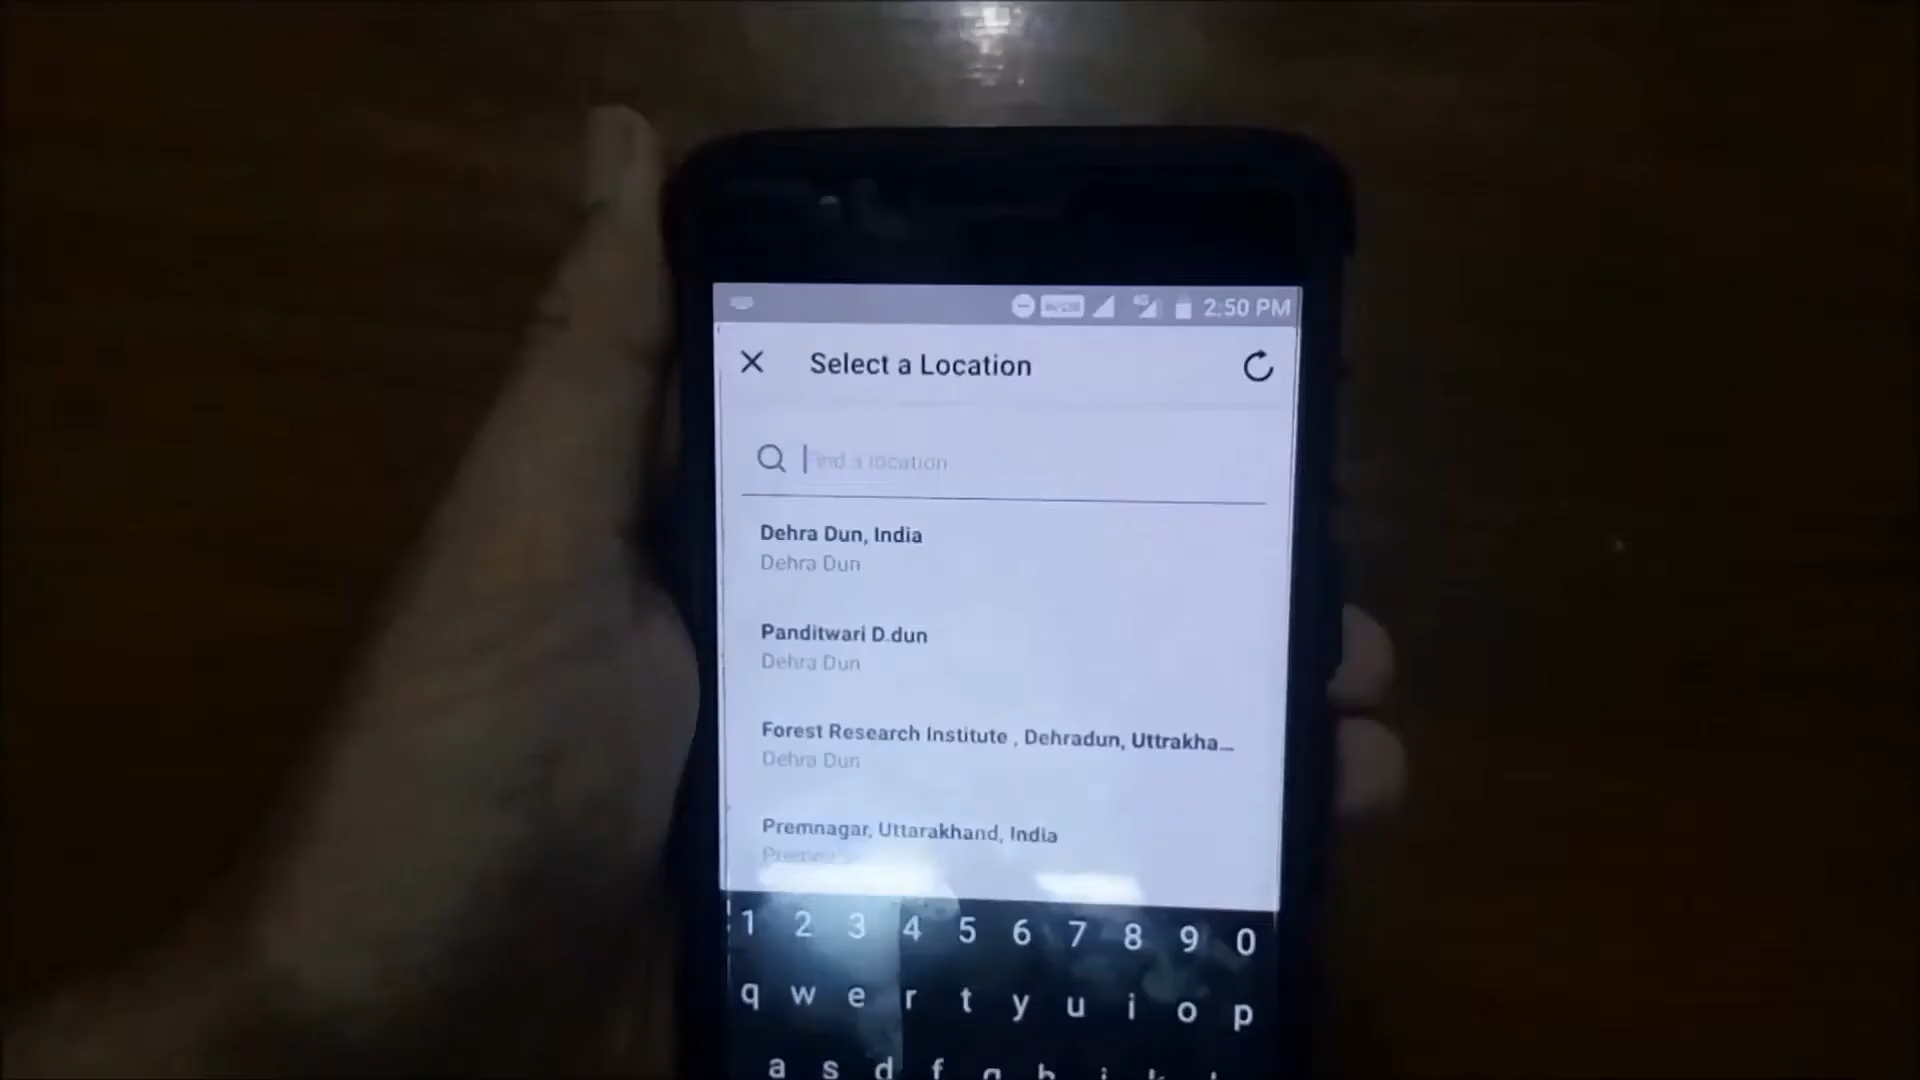 2:50 PM
Select a Location
Find a location
Dehra Dun, India
Dehra Dun
Panditwari D.dun
Dehra Dun
Forest Research Institute , Dehradun, Uttrakha...
Dehra Dun
Premnagar, Uttarakhand, India
1 2 3 4 5 6 7 8 9 0
q w e r t y u i o p
a s d f g h j k l